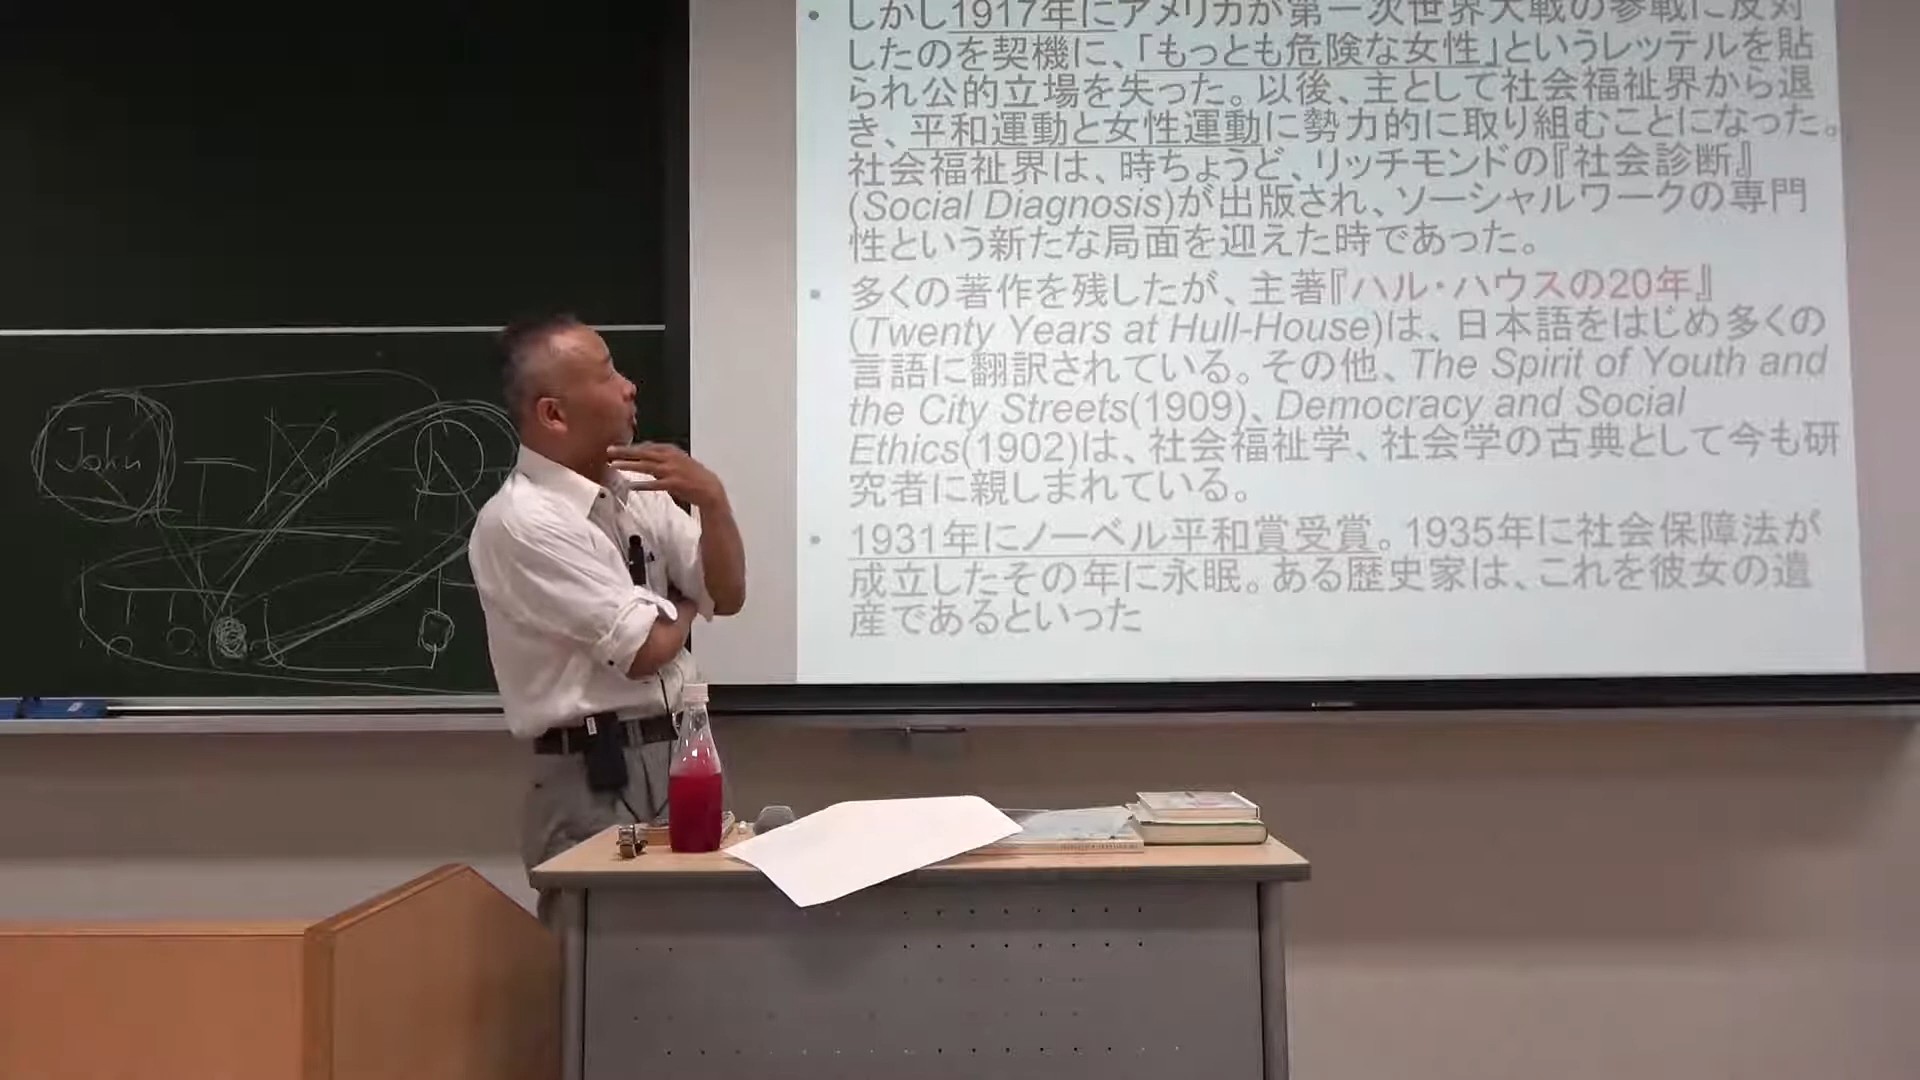 John
• しかし1917年にアメリカが第一次世界大戦の参戦に反対
したのを契機に、「もっとも危険な女性」というレッテルを貼
られ公的立場を失った。以後、主として社会福祉界から退
き、平和運動と女性運動に勢力的に取り組むことになった。
社会福祉界は、時ちょうど、リッチモンドの『社会診断』
(Social Diagnosis)が出版され、ソーシャルワークの専門
性という新たな局面を迎えた時であった。
• 多くの著作を残したが、主著『ハル・ハウスの20年』
(Twenty Years at Hull-House)は、日本語をはじめ多くの
言語に翻訳されている。その他、The Spirit of Youth and
the City Streets(1909)、Democracy and Social
Ethics(1902)は、社会福祉学、社会学の古典として今も研
究者に親しまれている。
• 1931年にノーベル平和賞受賞。1935年に社会保障法が
成立したその年に永眠。ある歴史家は、これを彼女の遺
産であるといった